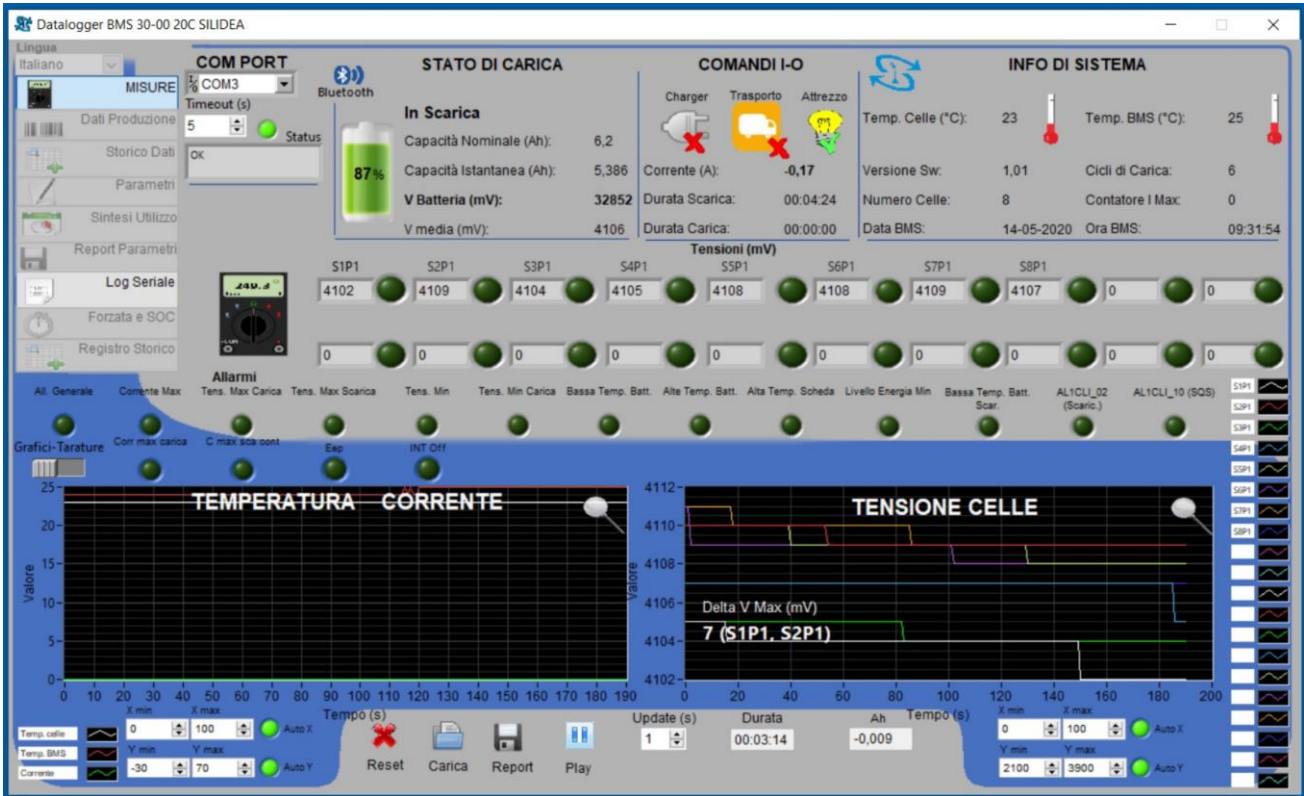 Datalogger BMS 30-00 20C SILIDEA
Lingua
Italiano
MISURE
Dati Produzione
Storico Dati
Parametri
Sintesi Utilizzo
Report Parametri
Log Seriale
Forzata e SOC
Registro Storico
COM PORT
COM3
Timeout (s)
5
Status
OK
Bluetooth
STATO DI CARICA
In Scarica
87%
Capacità Nominale (Ah): 6,2
Capacità Istantanea (Ah): 5,386
V Batteria (mV): 32852
V media (mV): 4106
COMANDI I-O
Charger Trasporto Attrezzo
Corrente (A): -0,17
Durata Scarica: 00:04:24
Durata Carica: 00:00:00
INFO DI SISTEMA
Temp. Celle (°C): 23 Temp. BMS (°C): 25
Versione Sw: 1,01 Cicli di Carica: 6
Numero Celle: 8 Contatore I Max: 0
Data BMS: 14-05-2020 Ora BMS: 09:31:54
Tensioni (mV)
S1P1 S2P1 S3P1 S4P1 S5P1 S6P1 S7P1 S8P1
4102 4109 4104 4105 4108 4108 4109 4107 0 0
0 0 0 0 0 0 0 0 0 0
Allarmi
All. Generale Corrente Max Tens. Max Carica Tens. Max Scarica Tens. Min Tens. Min Carica Bassa Temp. Batt. Alte Temp. Batt. Alta Temp. Scheda Livello Energia Min Bassa Temp. Batt. Scar. AL1CLI_02 (Scaric.) AL1CLI_10 (SQS)
Corr max carica C max sca cont Eep INT Off
Grafici-Tarature
TEMPERATURA CORRENTE
Valore
25
20
15
10
5
0
0 10 20 30 40 50 60 70 80 90 100 110 120 130 140 150 160 170 180 190
Tempo (s)
TENSIONE CELLE
Valore
4112
4110
4108
4106
4104
4102
Delta V Max (mV)
7 (S1P1, S2P1)
0 20 40 60 80 100 120 140 160 180 200
Tempo (s)
S1P1
S2P1
S3P1
S4P1
S5P1
S6P1
S7P1
S8P1
Temp. celle
Temp. BMS
Corrente
X min X max
0 100 Auto X
Y min Y max
-30 70 Auto Y
Reset Carica Report Play
Update (s) Durata Ah
1 00:03:14 -0,009
X min X max
0 100 Auto X
Y min Y max
2100 3900 Auto Y